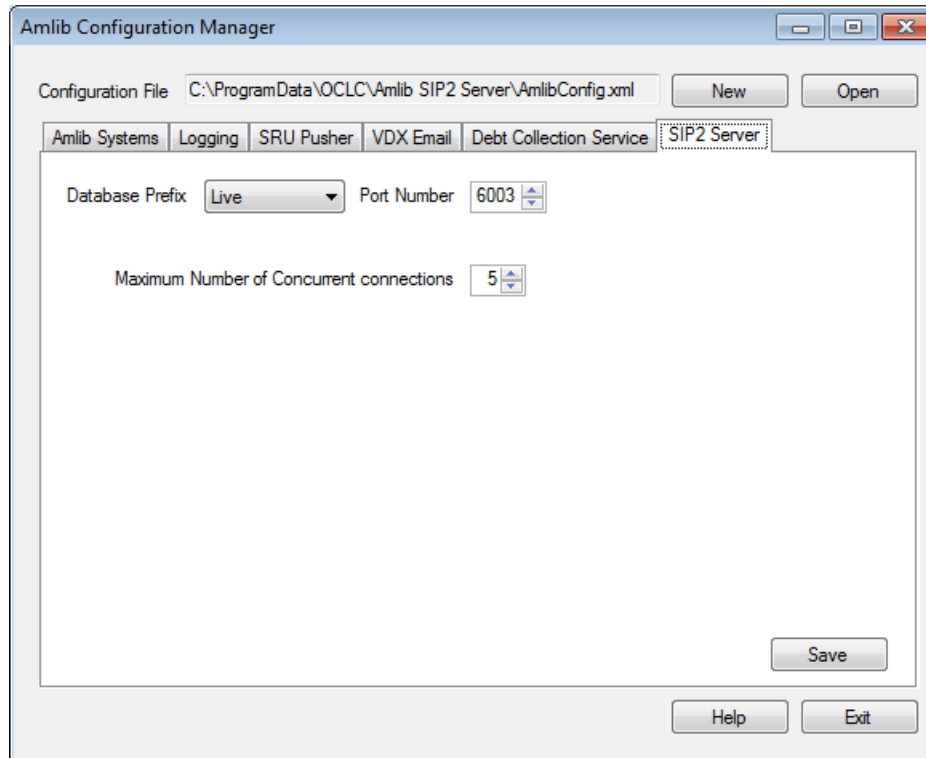 Amlib Configuration Manager
Configuration File C:\ProgramData\OCLC\Amlib SIP2 Server\AmlibConfig.xml New Open
Amlib Systems Logging SRU Pusher VDX Email Debt Collection Service SIP2 Server
Database Prefix Live Port Number 6003
Maximum Number of Concurrent connections 5
Save
Help Exit